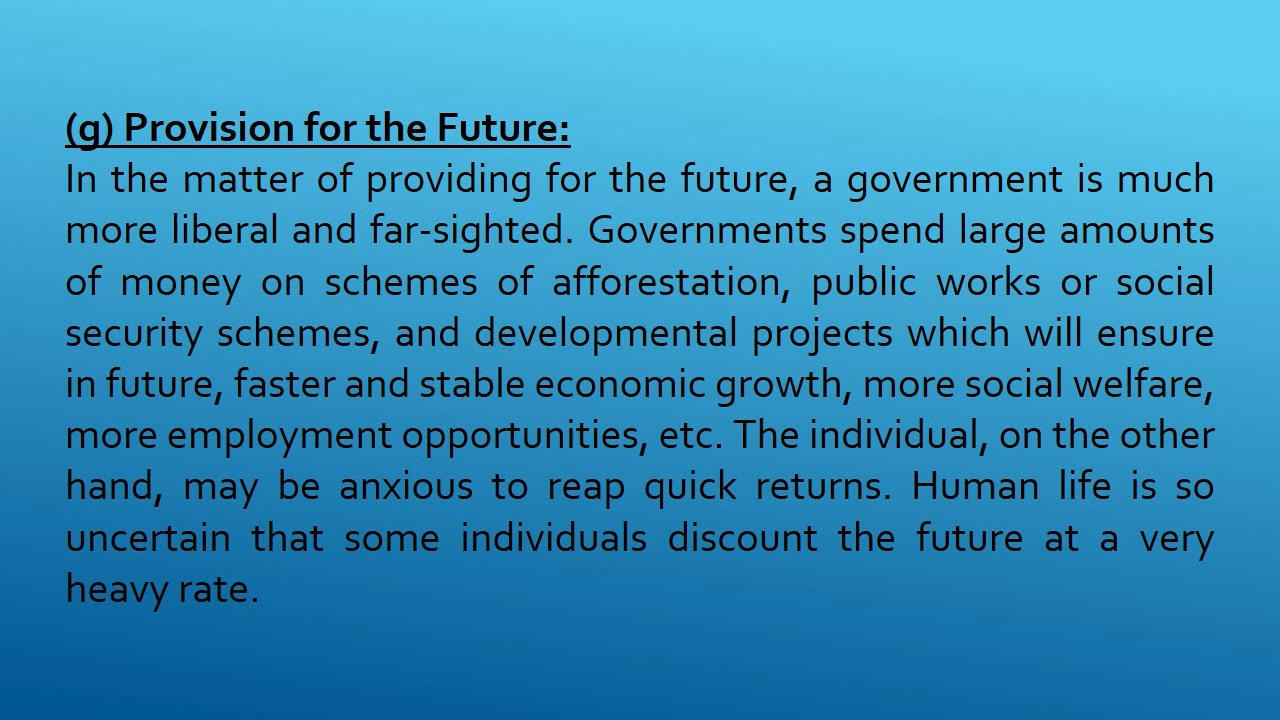 (g) Provision for the Future:
In the matter of providing for the future, a government is much
more liberal and far-sighted. Governments spend large amounts
of money on schemes of afforestation, public works or social
security schemes, and developmental projects which will ensure
in future, faster and stable economic growth, more social welfare,
more employment opportunities, etc. The individual, on the other
hand, may be anxious to reap quick returns. Human life is so
uncertain that some individuals discount the future at a very
heavy rate.